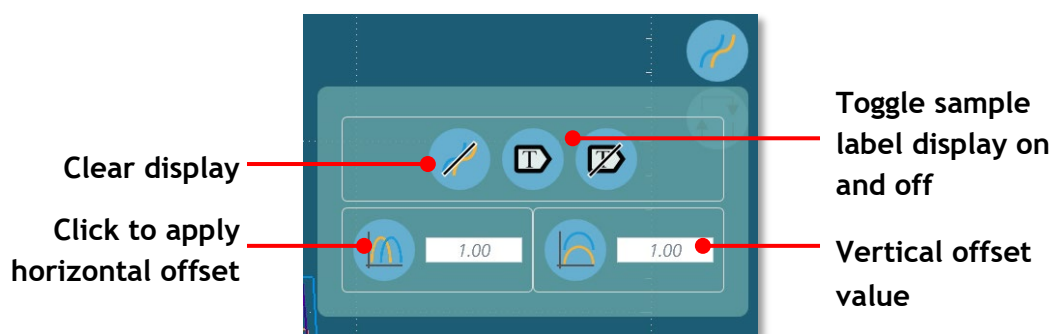 Toggle sample
label display on
and off
Clear display
T
T
Click to apply
horizontal offset
1.00
1.00
Vertical offset
value